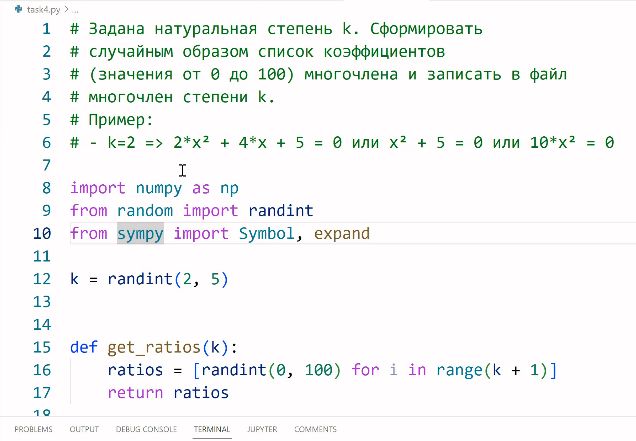 task4.py > ...
1 # Задана натуральная степень k. Сформировать
2 # случайным образом список коэффициентов
3 # (значения от 0 до 100) многочлена и записать в файл
4 # многочлен степени k.
5 # Пример:
6 # - k=2 => 2*x² + 4*x + 5 = 0 или x² + 5 = 0 или 10*x² = 0
7
8 import numpy as np
9 from random import randint
10 from sympy import Symbol, expand
11
12 k = randint(2, 5)
13
14
15 def get_ratios(k):
16     ratios = [randint(0, 100) for i in range(k + 1)]
17     return ratios
18
PROBLEMS OUTPUT DEBUG CONSOLE TERMINAL JUPYTER COMMENTS